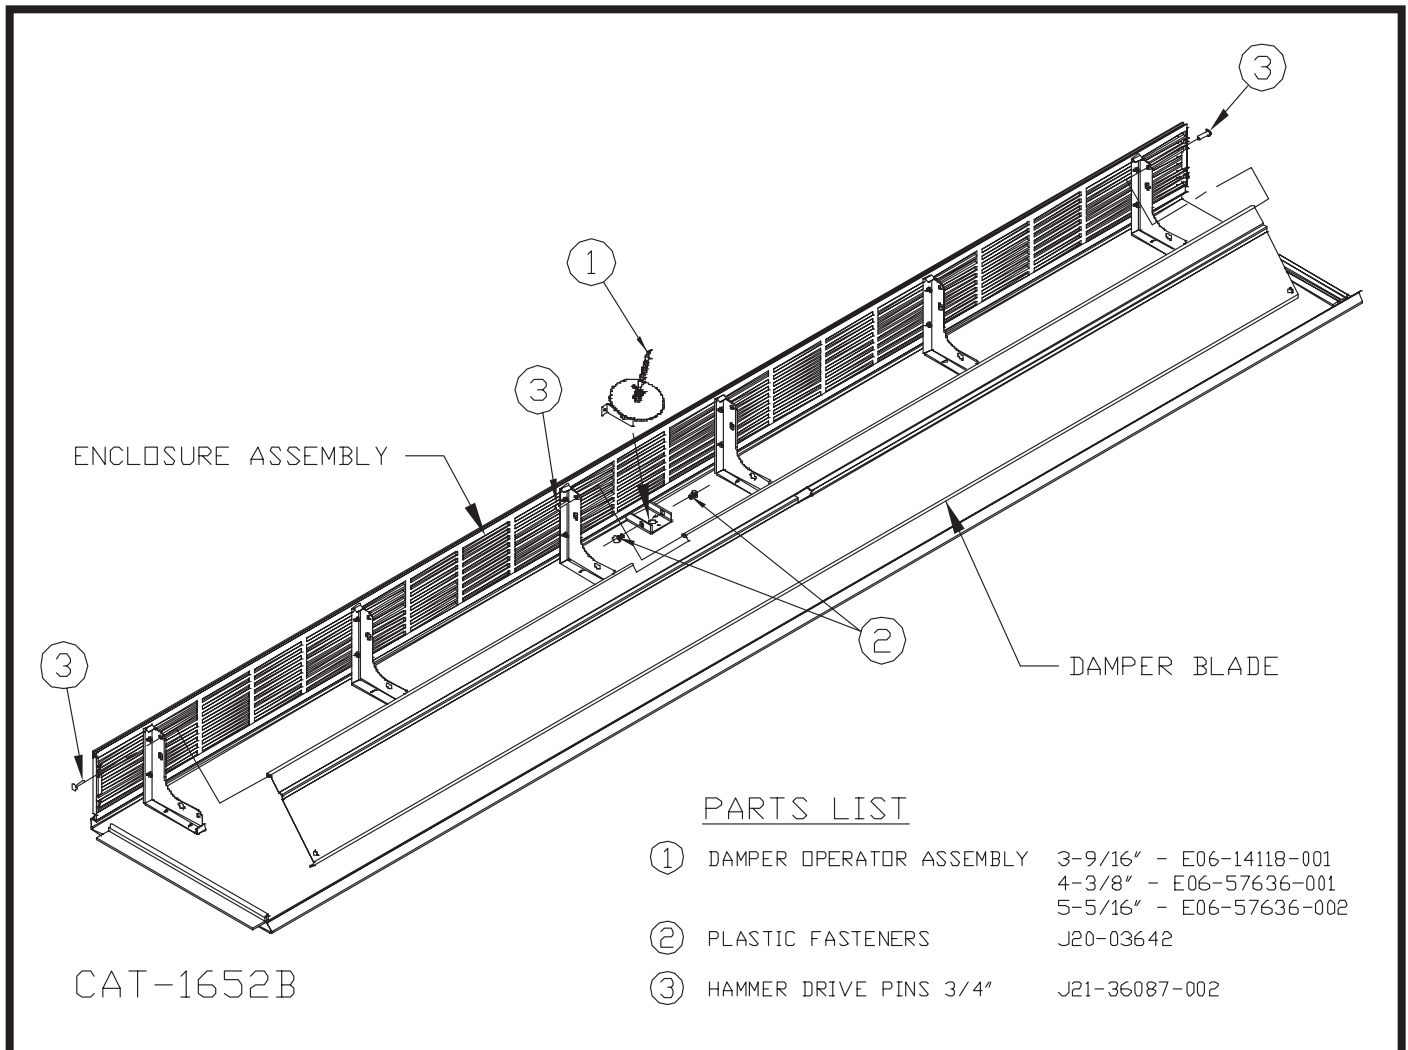 3
1
3
ENCLOSURE ASSEMBLY
2
3
DAMPER BLADE
PARTS LIST
1 DAMPER OPERATOR ASSEMBLY 3-9/16" - E06-14118-001
4-3/8" - E06-57636-001
5-5/16" - E06-57636-002
2 PLASTIC FASTENERS J20-03642
3 HAMMER DRIVE PINS 3/4" J21-36087-002
CAT-1652B